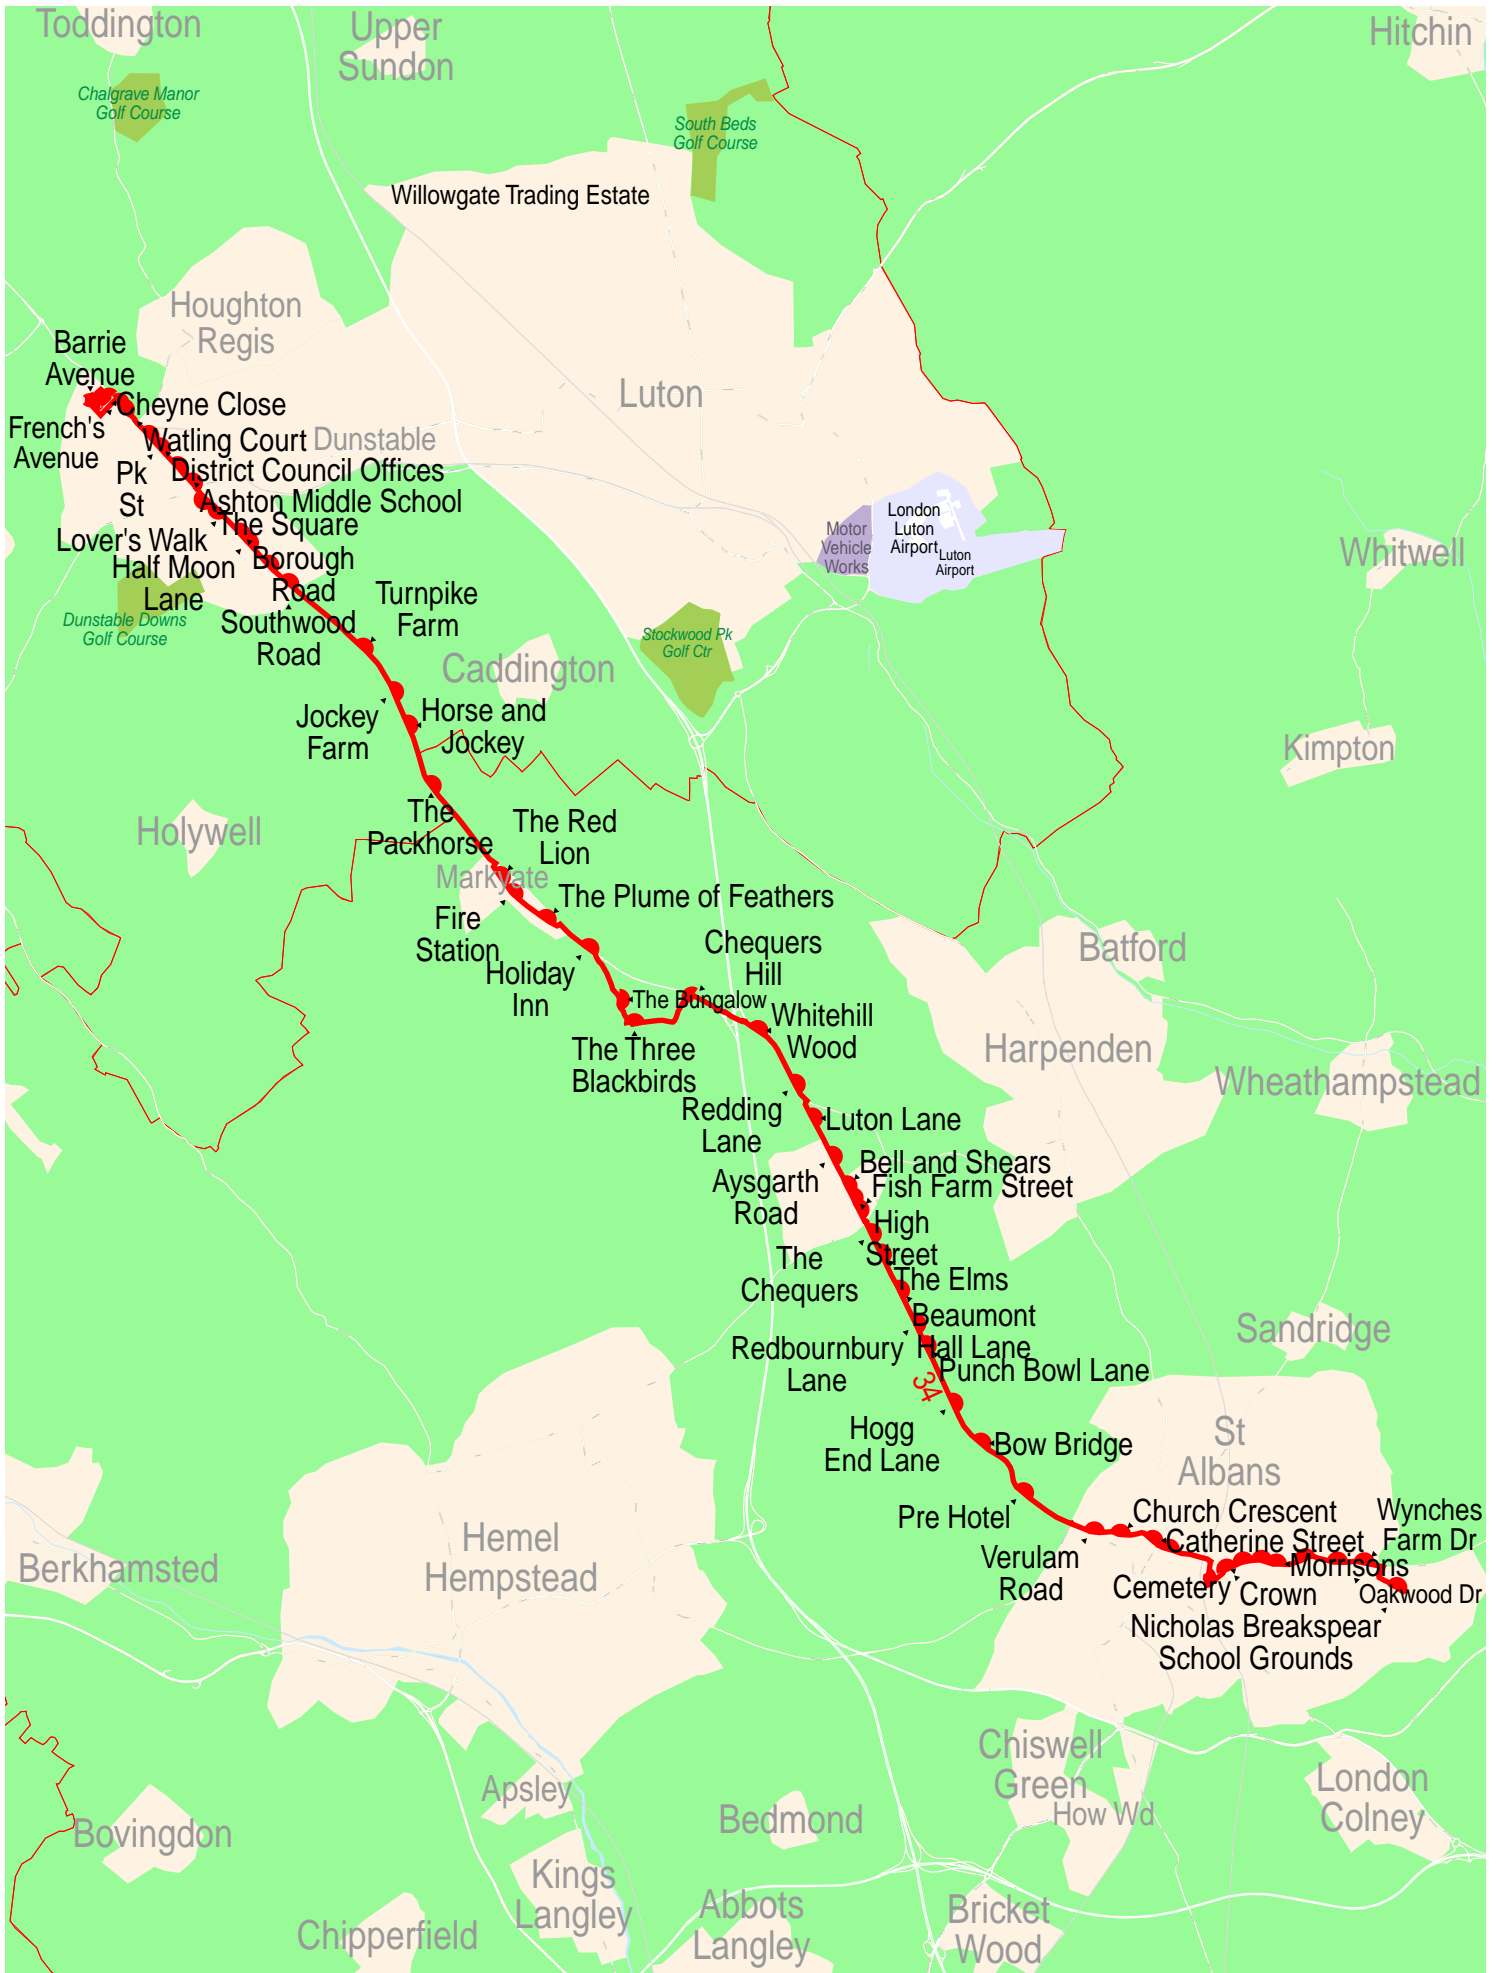 Toddington
Upper
Sundon
Hitchin
Chalgrave Manor
Golf Course
South Beds
Golf Course
Willowgate Trading Estate
Houghton
Regis
Barrie
Avenue
Luton
Cheyne Close
French's
Avenue
Watling Court
Dunstable
Pk
St
District Council Offices
Ashton Middle School
The Square
Lover's Walk
Half Moon
Lane
Borough
Road
London
Luton
Airport
Luton
Airport
Motor
Vehicle
Works
Whitwell
Dunstable Downs
Golf Course
Southwood
Road
Turnpike
Farm
Stockwood Pk
Golf Ctr
Caddington
Jockey
Farm
Horse and
Jockey
Kimpton
Holywell
The
Packhorse
The Red
Lion
Markyate
The Plume of Feathers
Fire
Station
Chequers
Hill
Batford
Holiday
Inn
The Bungalow
Whitehill
Wood
The Three
Blackbirds
Harpenden
Wheathampstead
Redding
Lane
Luton Lane
Bell and Shears
Aysgarth
Road
Fish Farm Street
High
Street
The
Chequers
The Elms
Beaumont
Hall Lane
Sandridge
Redbournbury
Lane
Punch Bowl Lane
34
Hogg
End Lane
Bow Bridge
St
Albans
Pre Hotel
Church Crescent
Catherine Street
Wynches
Farm Dr
Hemel
Hempstead
Berkhamsted
Verulam
Road
Morrisons
Cemetery
Crown
Oakwood Dr
Nicholas Breakspear
School Grounds
Chiswell
Green
How Wd
London
Colney
Apsley
Bedmond
Bovingdon
Kings
Langley
Abbots
Langley
Bricket
Wood
Chipperfield